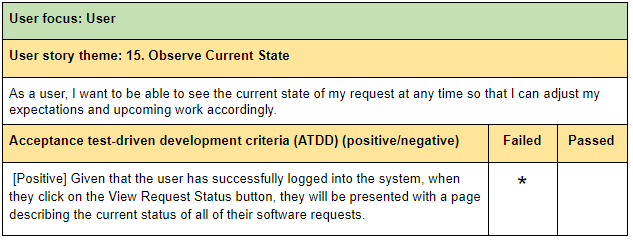 User focus: User
User story theme: 15. Observe Current State
As a user, I want to be able to see the current state of my request at any time so that I can adjust my
expectations and upcoming work accordingly.
Acceptance test-driven development criteria (ATDD) (positive/negative) Failed Passed
[Positive] Given that the user has successfully logged into the system, when
they click on the View Request Status button, they will be presented with a page
describing the current status of all of their software requests.
*